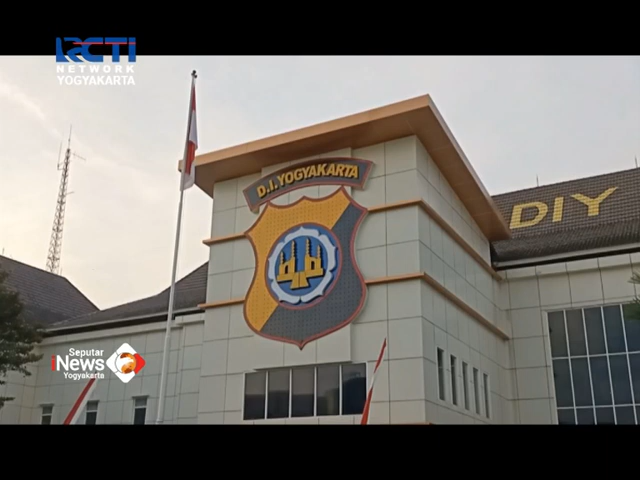 RCTI
NETWORK
YOGYAKARTA
D.I. YOGYAKARTA
DIY
Seputar
iNews
Yogyakarta